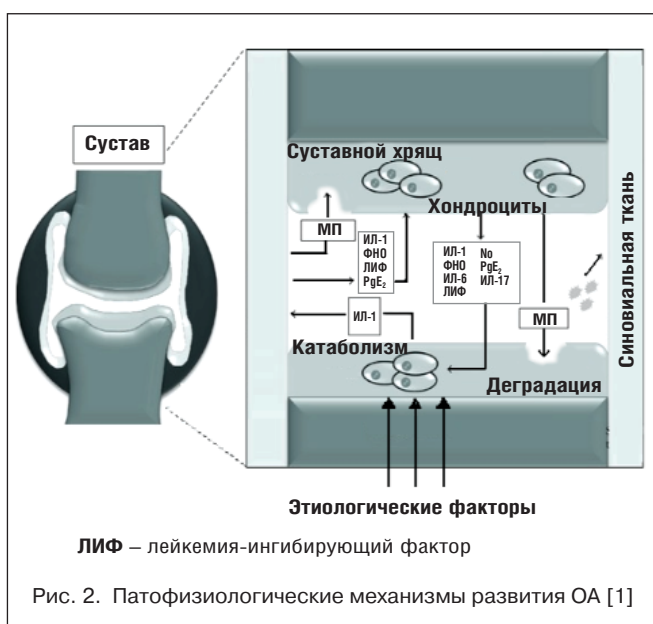 Сустав
Суставной хрящ
Хондроциты
МП
ИЛ-1
ФНО
ЛИФ
PgE₂
ИЛ-1 No
ФНО PgE₂
ИЛ-6 ИЛ-17
ЛИФ
ИЛ-1
МП
Катаболизм
Деградация
Синовиальная ткань
Этиологические факторы
ЛИФ – лейкемия-ингибирующий фактор
Рис. 2. Патофизиологические механизмы развития ОА [1]